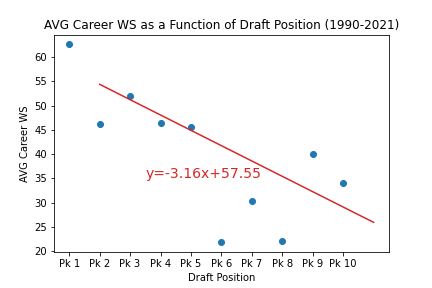 AVG Career WS as a Function of Draft Position (1990-2021)
AVG Career WS
60
55
50
45
40
35
30
25
20
y=-3.16x+57.55
Pk 1 Pk 2 Pk 3 Pk 4 Pk 5 Pk 6 Pk 7 Pk 8 Pk 9 Pk 10
Draft Position